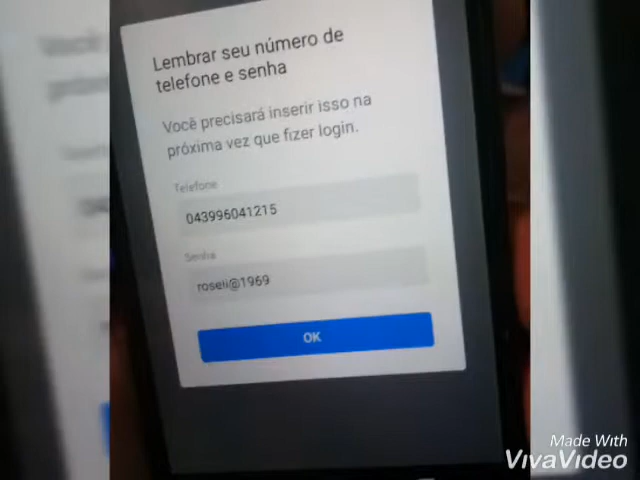 Lembrar seu número de
telefone e senha
Você precisará inserir isso na
próxima vez que fizer login.
Telefone
043996041215
Senha
roseli@1969
OK
Made With
VivaVideo